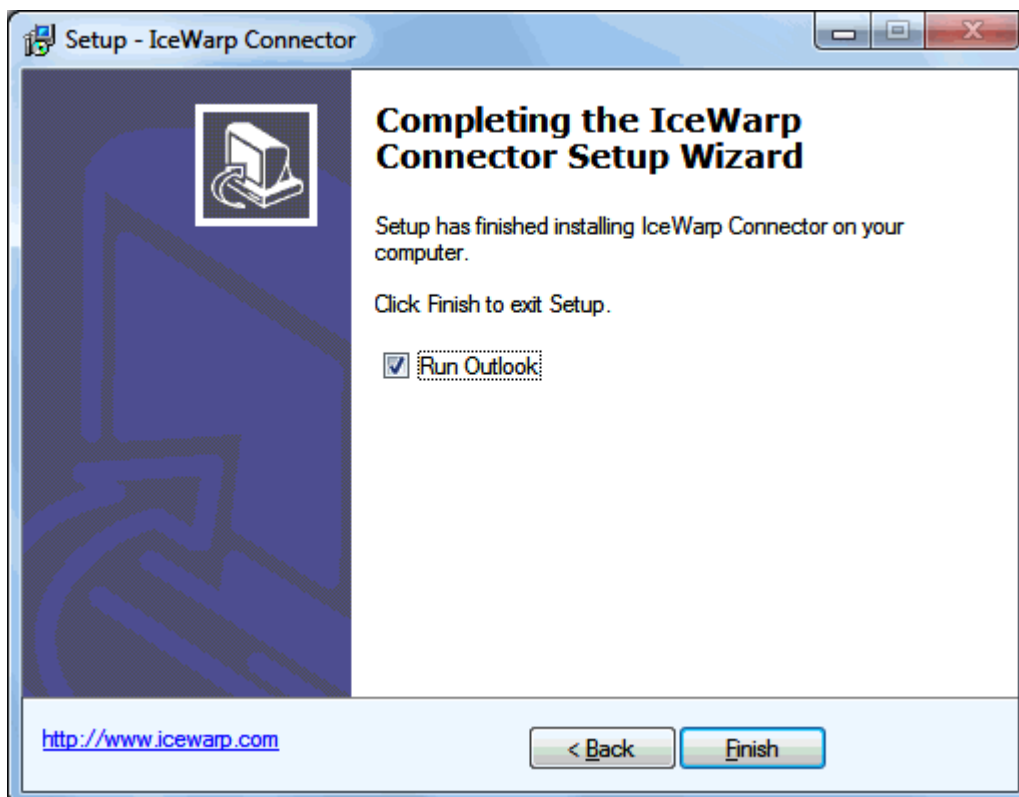 Setup - IceWarp Connector
Completing the IceWarp
Connector Setup Wizard
Setup has finished installing IceWarp Connector on your
computer.
Click Finish to exit Setup.
Run Outlook
http://www.icewarp.com
< Back
Finish